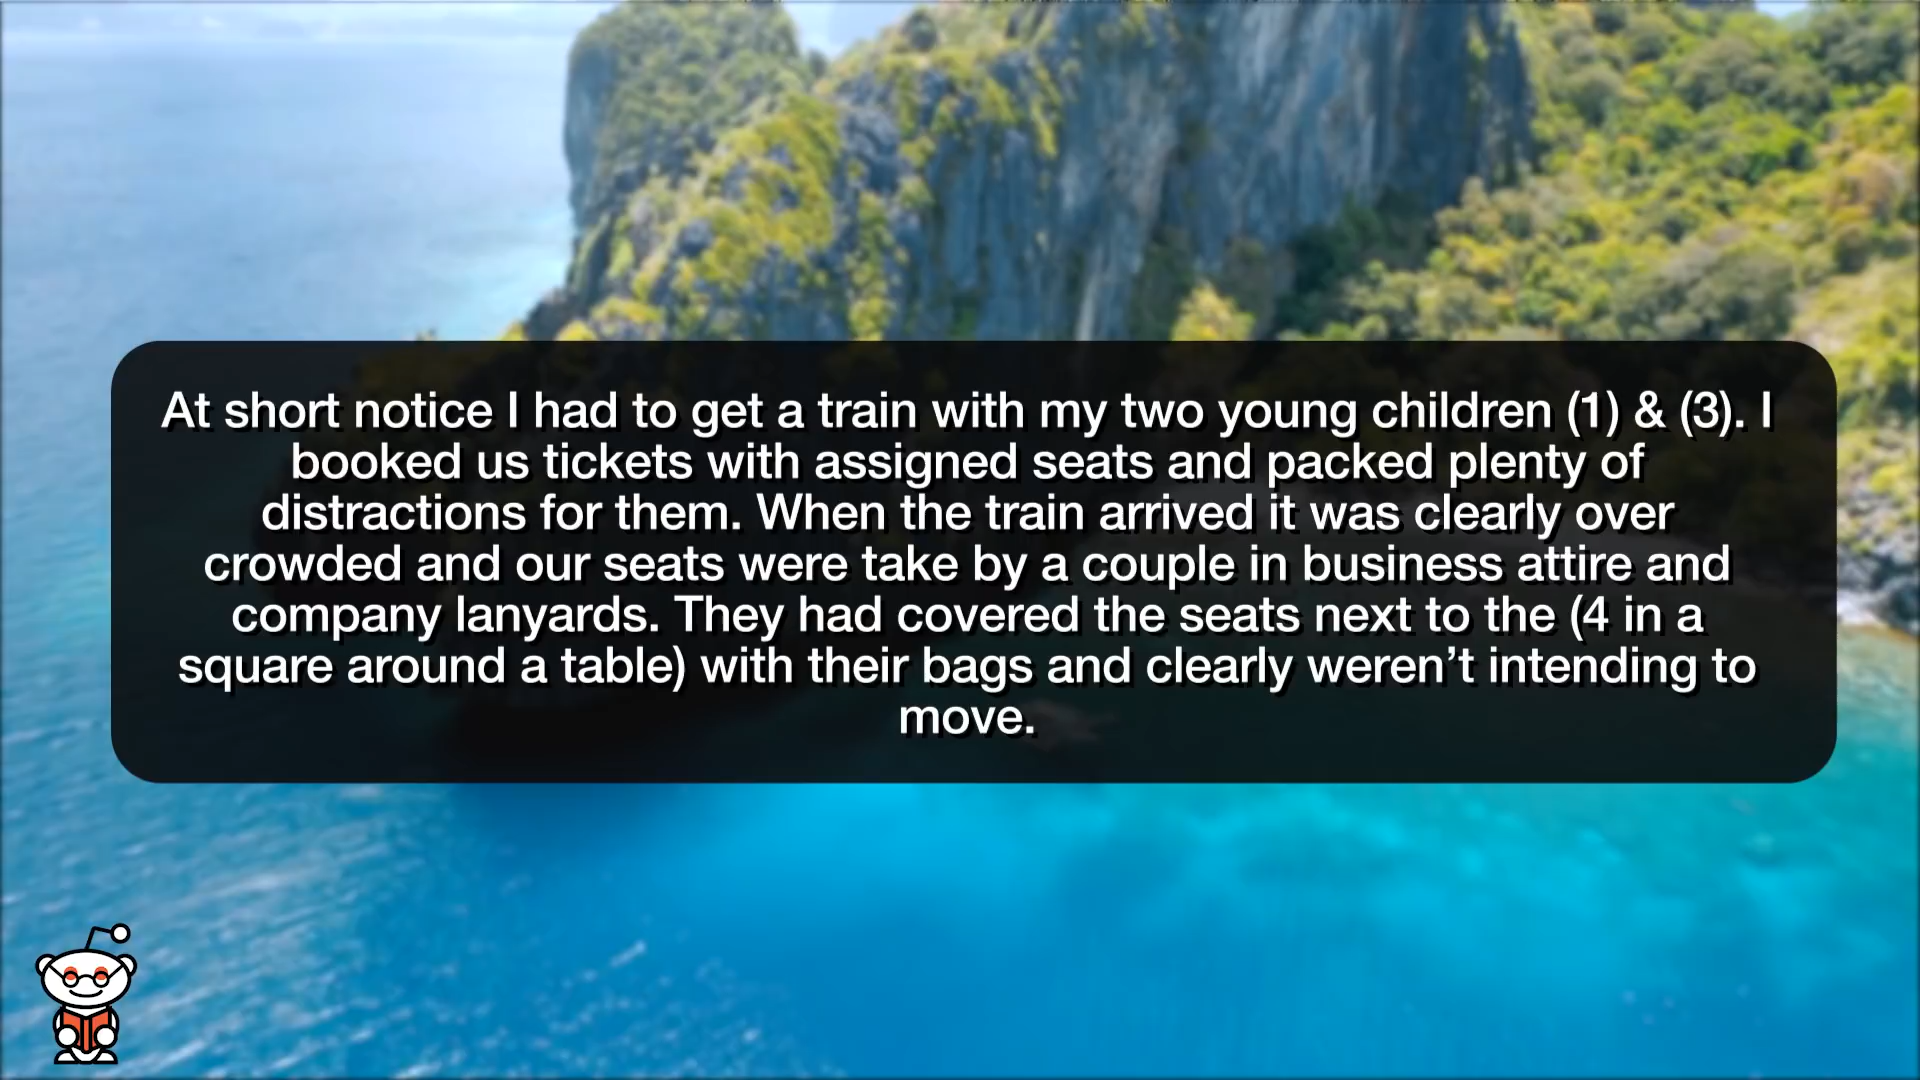 At short notice I had to get a train with my two young children (1) & (3). I
booked us tickets with assigned seats and packed plenty of
distractions for them. When the train arrived it was clearly over
crowded and our seats were take by a couple in business attire and
company lanyards. They had covered the seats next to the (4 in a
square around a table) with their bags and clearly weren’t intending to
move.